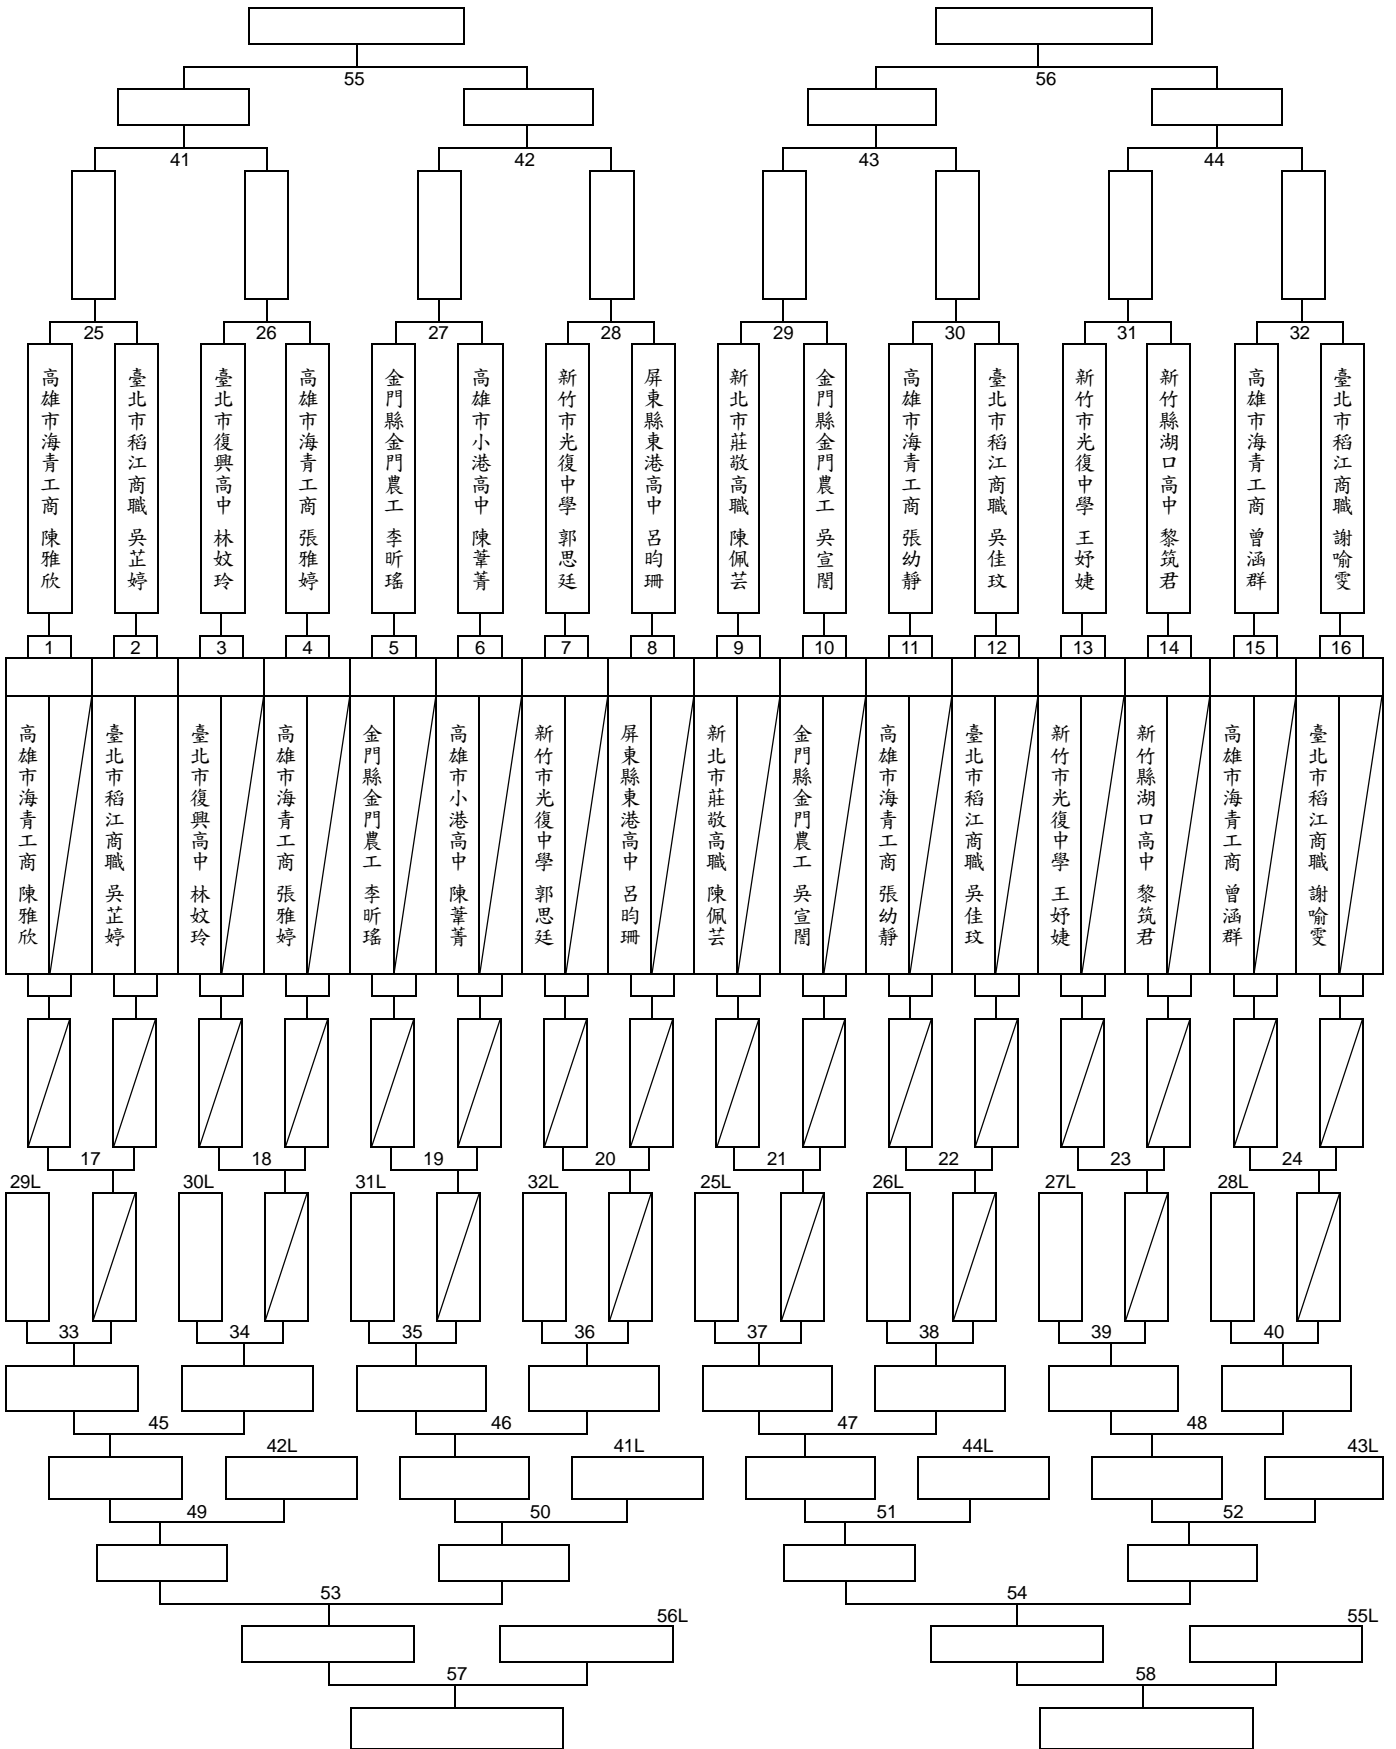 55
56
41
42
43
44
25
26
27
28
29
30
31
32
高雄市海青工商 陳雅欣
臺北市稻江商職 吳芷婷
臺北市復興高中 林妏玲
高雄市海青工商 張雅婷
金門縣金門農工 李昕瑤
高雄市小港高中 陳葦菁
新竹市光復中學 郭思廷
屏東縣東港高中 呂昀珊
新北市莊敬高職 陳佩芸
金門縣金門農工 吳宣誾
高雄市海青工商 張幼靜
臺北市稻江商職 吳佳玟
新竹市光復中學 王妤婕
新竹縣湖口高中 黎筑君
高雄市海青工商 曾涵群
臺北市稻江商職 謝喻雯
1
2
3
4
5
6
7
8
9
10
11
12
13
14
15
16
高雄市海青工商 陳雅欣
臺北市稻江商職 吳芷婷
臺北市復興高中 林妏玲
高雄市海青工商 張雅婷
金門縣金門農工 李昕瑤
高雄市小港高中 陳葦菁
新竹市光復中學 郭思廷
屏東縣東港高中 呂昀珊
新北市莊敬高職 陳佩芸
金門縣金門農工 吳宣誾
高雄市海青工商 張幼靜
臺北市稻江商職 吳佳玟
新竹市光復中學 王妤婕
新竹縣湖口高中 黎筑君
高雄市海青工商 曾涵群
臺北市稻江商職 謝喻雯
17
18
19
20
21
22
23
24
29L
30L
31L
32L
25L
26L
27L
28L
33
34
35
36
37
38
39
40
45
46
47
48
42L
41L
44L
43L
49
50
51
52
53
54
56L
55L
57
58